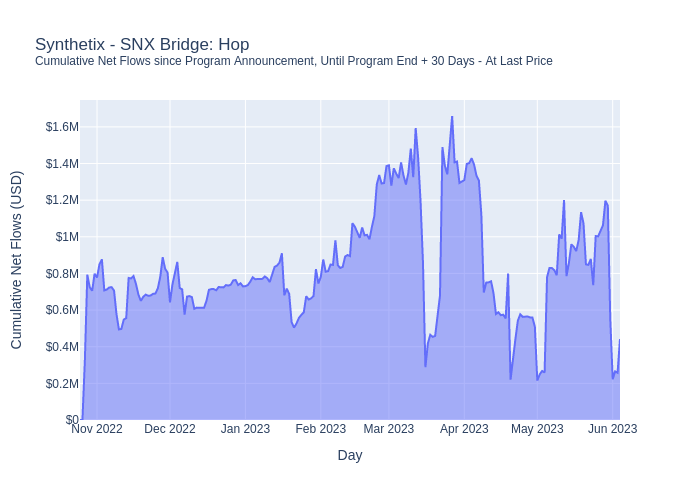 Synthetix - SNX Bridge: Hop
Cumulative Net Flows since Program Announcement, Until Program End + 30 Days - At Last Price
Cumulative Net Flows (USD)
$1.6M
$1.4M
$1.2M
$1M
$0.8M
$0.6M
$0.4M
$0.2M
$0
Nov 2022 Dec 2022 Jan 2023 Feb 2023 Mar 2023 Apr 2023 May 2023 Jun 2023
Day